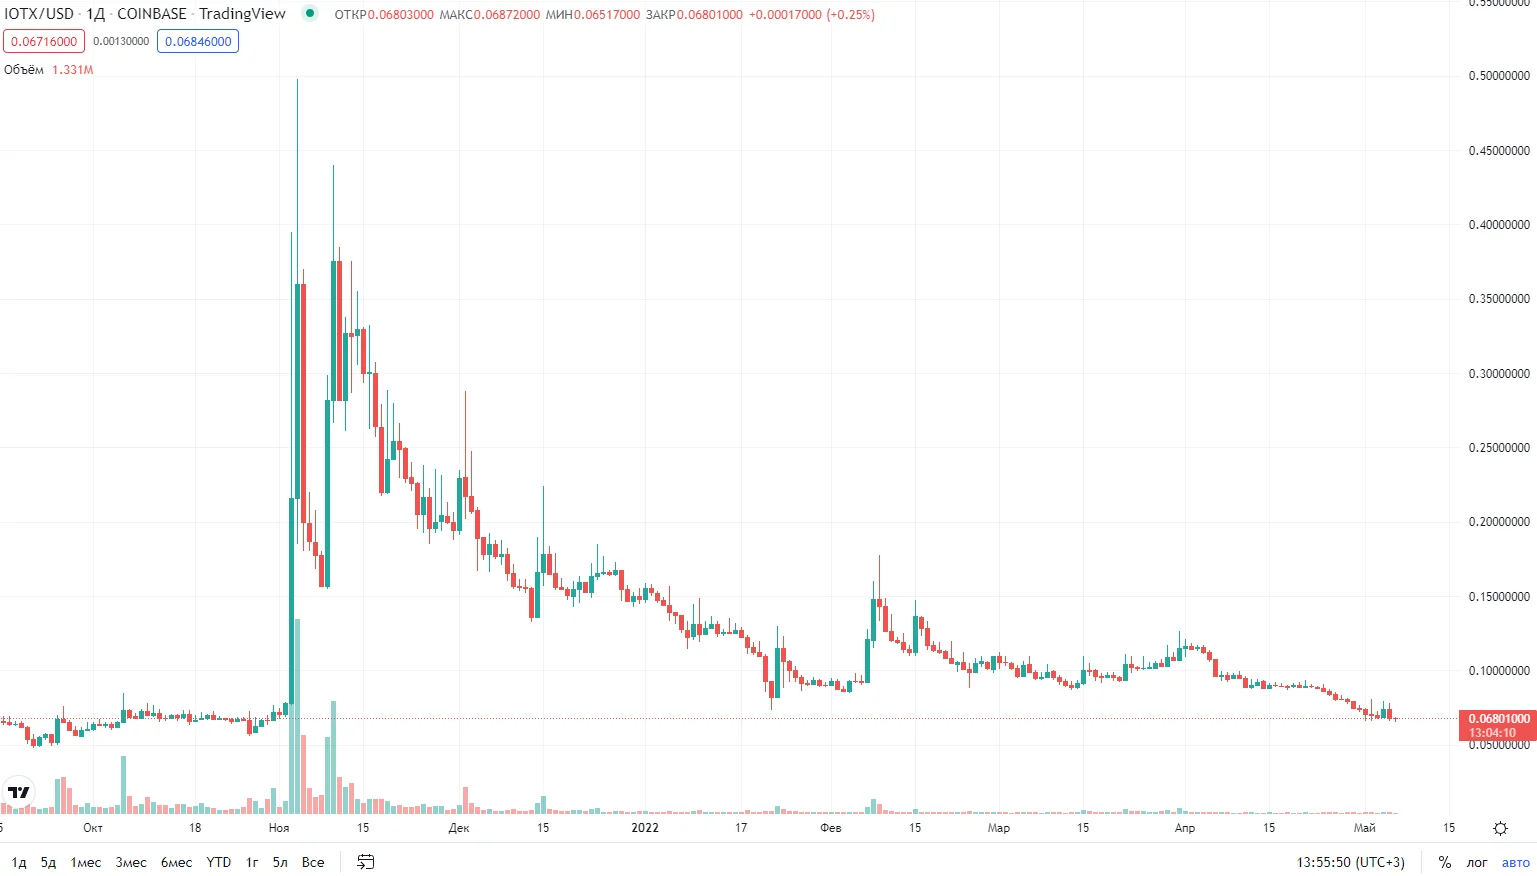 IOTX/USD · 1Д · COINBASE · TradingView ОТКР0.06803000 МАКС0.06872000 МИН0.06517000 ЗАКР0.06801000 +0.00017000 (+0.25%)
0.06716000 0.00130000 0.06846000
Объём 1.331M
0.55000000
0.50000000
0.45000000
0.40000000
0.35000000
0.30000000
0.25000000
0.20000000
0.15000000
0.10000000
0.06801000
13:04:10
0.05000000
Окт 18 Ноя 15 Дек 15 2022 17 Фев 15 Мар 15 Апр 15 Май 15
1д 5д 1мес 3мес 6мес YTD 1г 5л Все 13:55:50 (UTC+3) % лог авто